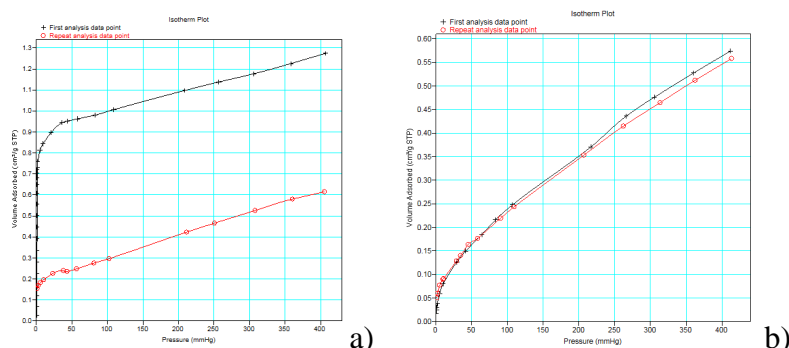 Isotherm Plot
+ First analysis data point
○ Repeat analysis data point
Volume Adsorbed (cm³/g STP)
1.3
1.2
1.1
1.0
0.9
0.8
0.7
0.6
0.5
0.4
0.3
0.2
0.1
0.0
0 50 100 150 200 250 300 350 400
Pressure (mmHg)
a)
Isotherm Plot
+ First analysis data point
○ Repeat analysis data point
Volume Adsorbed (cm³/g STP)
0.60
0.55
0.50
0.45
0.40
0.35
0.30
0.25
0.20
0.15
0.10
0.05
0.00
0 50 100 150 200 250 300 350 400
Pressure (mmHg)
b)